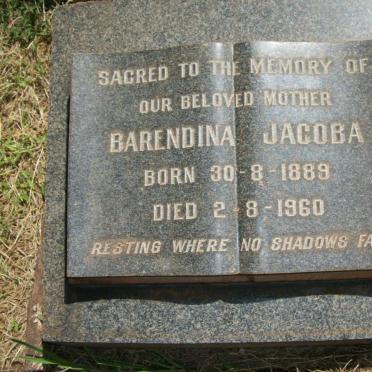 SACRED TO THE MEMORY OF
OUR BELOVED MOTHER
BARENDINA JACOBA
BORN 30-8-1889
DIED 2-8-1960
RESTING WHERE NO SHADOWS FA